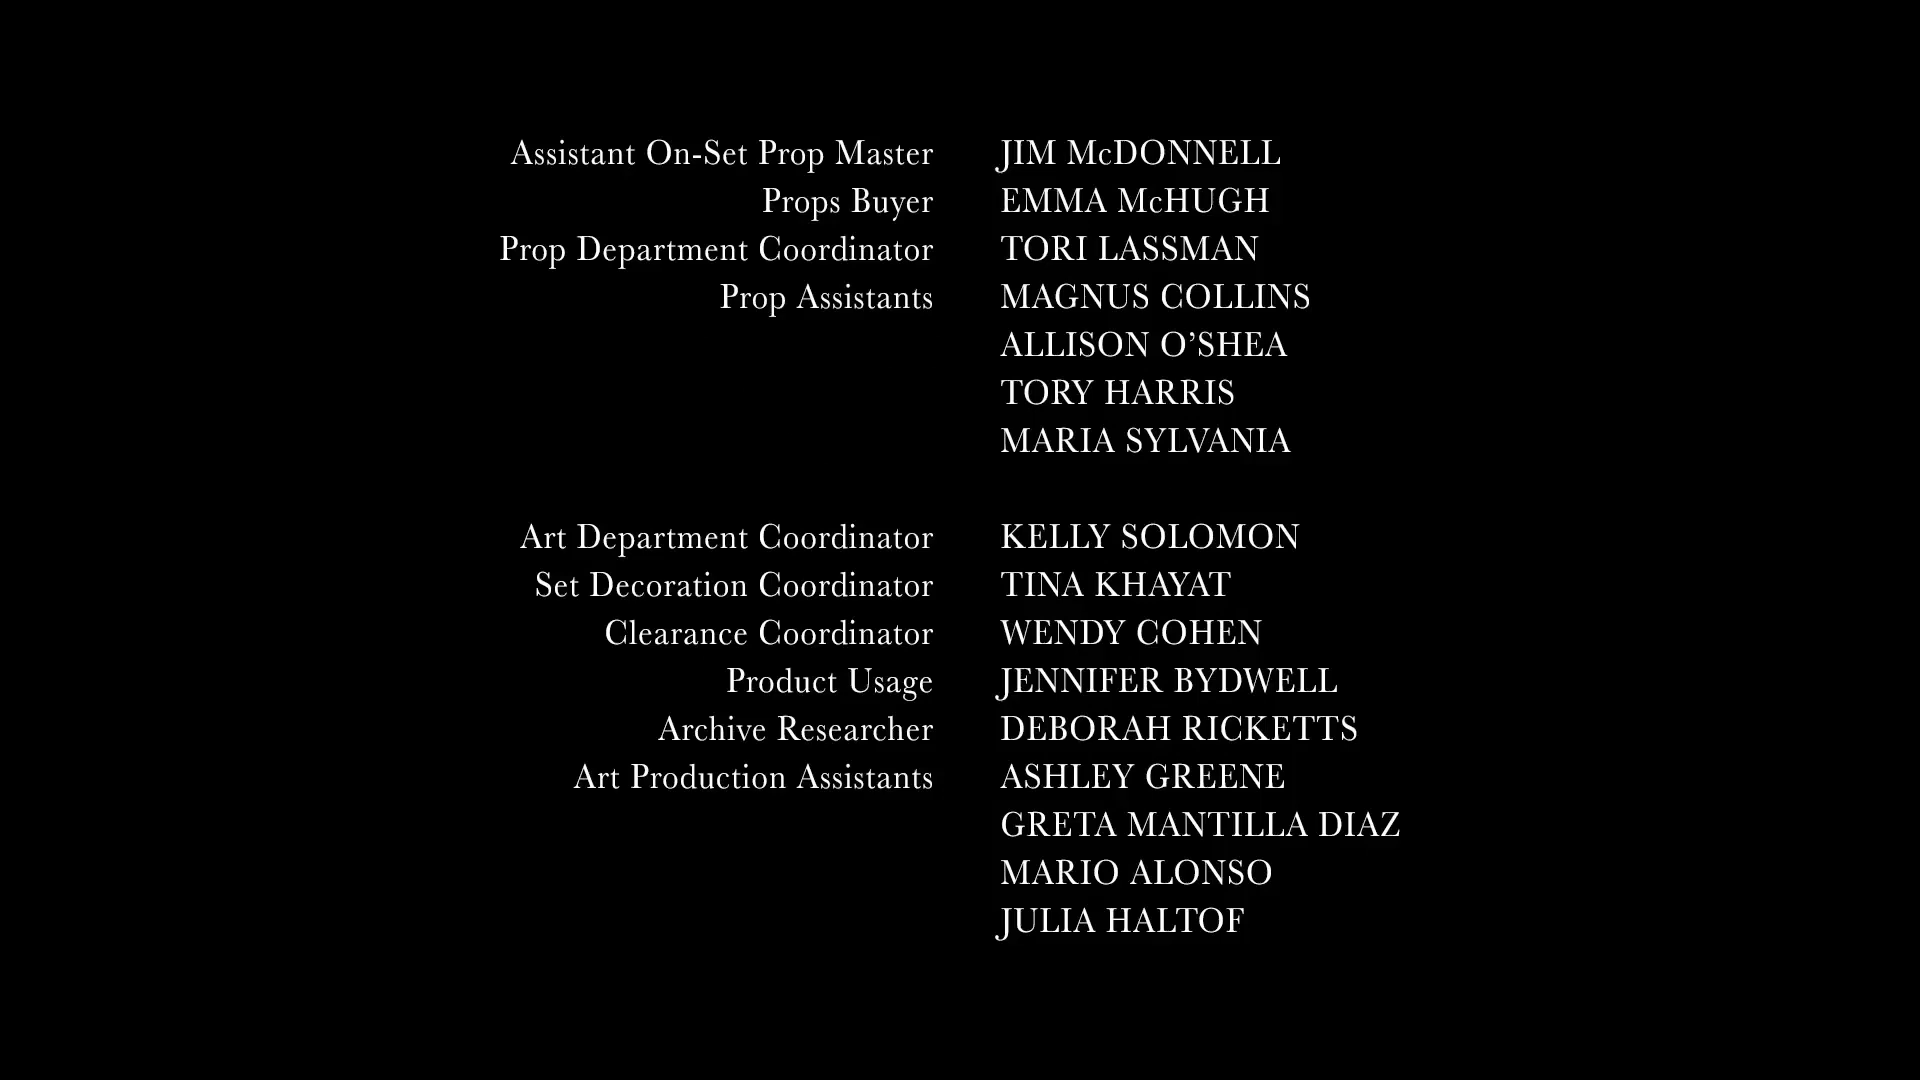 Assistant On-Set Prop Master JIM McDONNELL
Props Buyer EMMA McHUGH
Prop Department Coordinator TORI LASSMAN
Prop Assistants MAGNUS COLLINS
ALLISON O’SHEA
TORY HARRIS
MARIA SYLVANIA
Art Department Coordinator KELLY SOLOMON
Set Decoration Coordinator TINA KHAYAT
Clearance Coordinator WENDY COHEN
Product Usage JENNIFER BYDWELL
Archive Researcher DEBORAH RICKETTS
Art Production Assistants ASHLEY GREENE
GRETA MANTILLA DIAZ
MARIO ALONSO
JULIA HALTOF